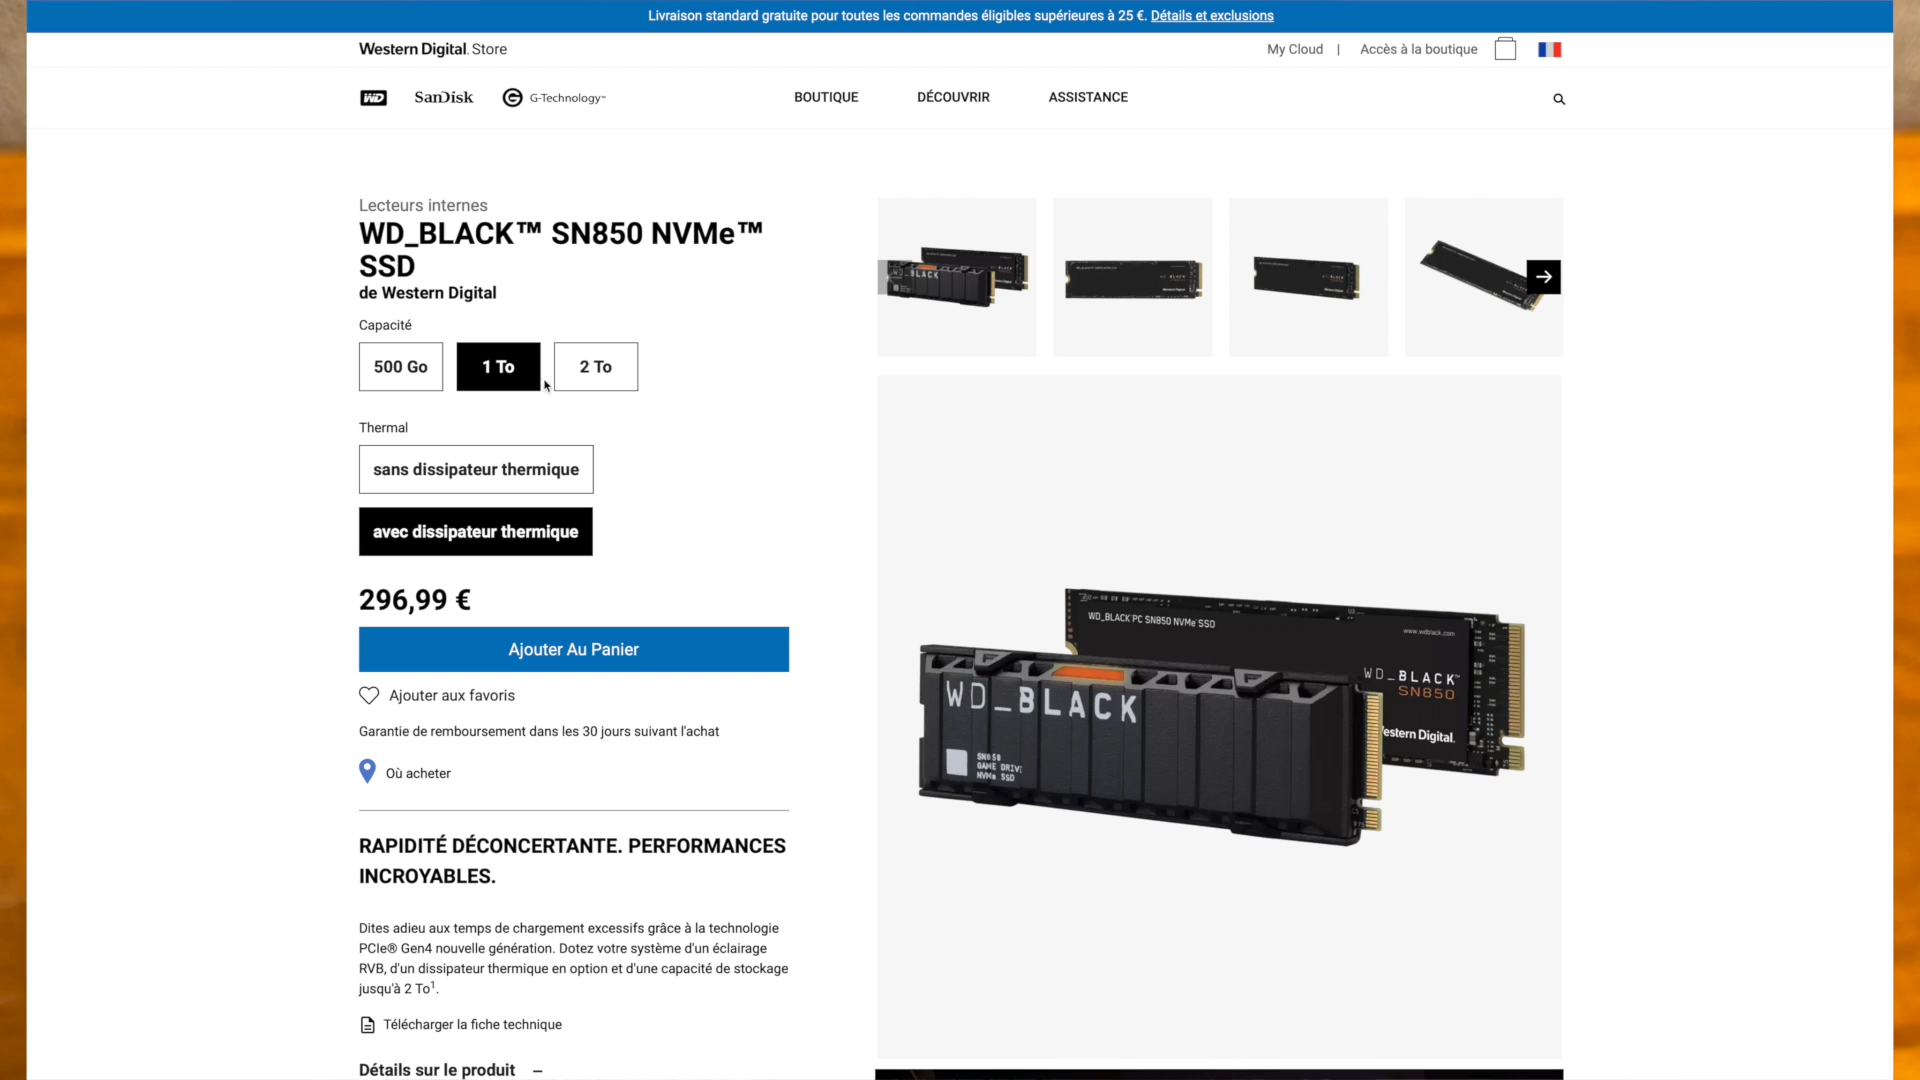 Livraison standard gratuite pour toutes les commandes éligibles supérieures à 25 €. Détails et exclusions
Western Digital. Store
My Cloud | Accès à la boutique
WD SanDisk G-Technology™
BOUTIQUE DÉCOUVRIR ASSISTANCE
Lecteurs internes
WD_BLACK™ SN850 NVMe™
SSD
de Western Digital
Capacité
500 Go 1 To 2 To
Thermal
sans dissipateur thermique
avec dissipateur thermique
296,99 €
Ajouter Au Panier
Ajouter aux favoris
Garantie de remboursement dans les 30 jours suivant l'achat
Où acheter
RAPIDITÉ DÉCONCERTANTE. PERFORMANCES
INCROYABLES.
Dites adieu aux temps de chargement excessifs grâce à la technologie
PCIe® Gen4 nouvelle génération. Dotez votre système d'un éclairage
RVB, d'un dissipateur thermique en option et d'une capacité de stockage
jusqu'à 2 To¹.
Télécharger la fiche technique
Détails sur le produit –
BLACK
WD_BLACK PC SN850 NVMe SSD
www.wdblack.com
WD_BLACK™
SN850
estern Digital.
WD_BLACK
SN850
GAME DRIVE
NVMe SSD